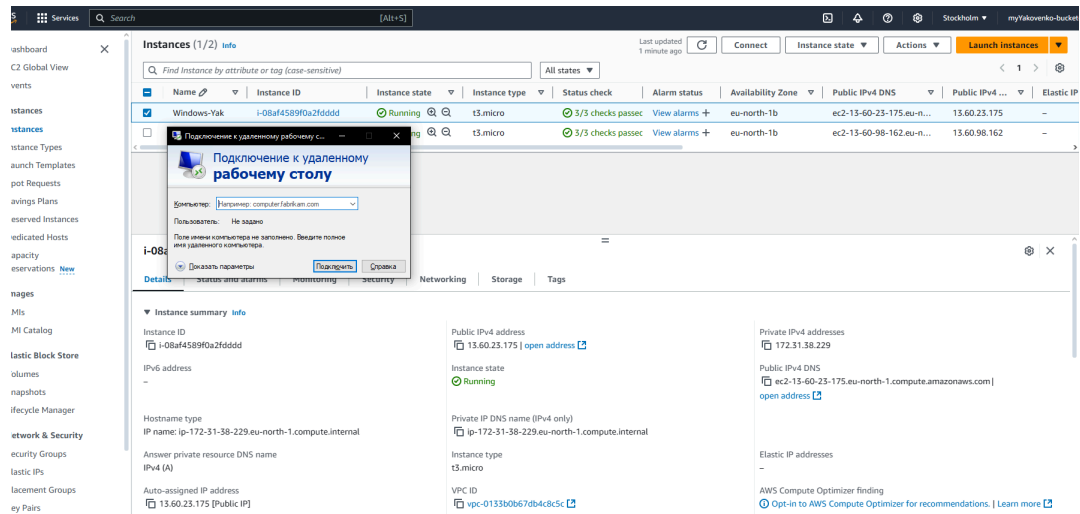 Services
Search
[Alt+S]
Stockholm ▼
myYakovenko-bucket
Instances (1/2) Info
Last updated
1 minute ago
Connect
Instance state ▼
Actions ▼
Launch instances
Find Instance by attribute or tag (case-sensitive)
All states ▼
1
Name
Instance ID
Instance state
Instance type
Status check
Alarm status
Availability Zone
Public IPv4 DNS
Public IPv4 ...
Elastic IP
Windows-Yak
i-08af4589f0a2fdddd
Running
t3.micro
3/3 checks passec
View alarms +
eu-north-1b
ec2-13-60-23-175.eu-n...
13.60.23.175
–
ng
t3.micro
3/3 checks passec
View alarms +
eu-north-1b
ec2-13-60-98-162.eu-n...
13.60.98.162
–
ashboard
C2 Global View
vents
nstances
nstances
nstance Types
aunch Templates
pot Requests
avings Plans
eserved Instances
edicated Hosts
apacity
eservations New
mages
MIs
MI Catalog
lastic Block Store
olumes
napshots
ifecycle Manager
etwork & Security
ecurity Groups
lastic IPs
lacement Groups
ey Pairs
Подключение к удаленному рабочему с...
Подключение к удаленному
рабочему столу
Компьютер:
Например: computer.fabrikam.com
Пользователь:
Не задано
Поле имени компьютера не заполнено. Введите полное
имя удаленного компьютера.
Показать параметры
Подключить
Справка
i-08a
Details
Status and alarms
Monitoring
Security
Networking
Storage
Tags
▼ Instance summary Info
Instance ID
i-08af4589f0a2fdddd
Public IPv4 address
13.60.23.175 | open address
Private IPv4 addresses
172.31.38.229
IPv6 address
–
Instance state
Running
Public IPv4 DNS
ec2-13-60-23-175.eu-north-1.compute.amazonaws.com |
open address
Hostname type
IP name: ip-172-31-38-229.eu-north-1.compute.internal
Private IP DNS name (IPv4 only)
ip-172-31-38-229.eu-north-1.compute.internal
Answer private resource DNS name
IPv4 (A)
Instance type
t3.micro
Elastic IP addresses
–
Auto-assigned IP address
13.60.23.175 [Public IP]
VPC ID
vpc-0133b0b67db4c8c5c
AWS Compute Optimizer finding
Opt-in to AWS Compute Optimizer for recommendations. | Learn more